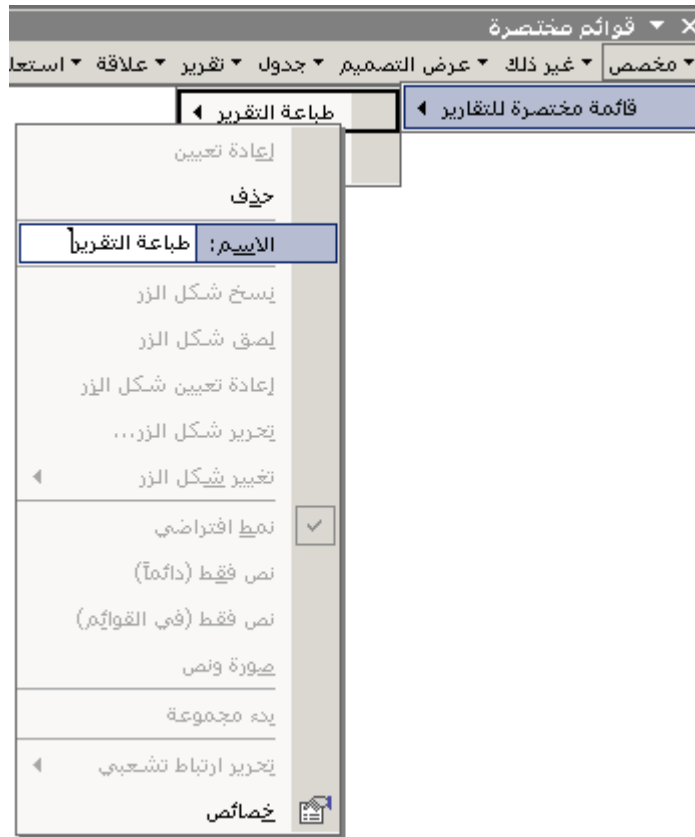 قوائم مختصرة
مخصص غير ذلك عرض التصميم جدول تقرير علاقة استعلا
قائمة مختصرة للتقارير
طباعة التقرير
إعادة تعيين
حذف
الاسم: طباعة التقرير
نسخ شكل الزر
لصق شكل الزر
إعادة تعيين شكل الزر
تحرير شكل الزر...
تغيير شكل الزر
نمط افتراضي
نص فقط (دائماً)
نص فقط (في القوائم)
صورة ونص
بدء مجموعة
تحرير ارتباط تشعبي
خصائص